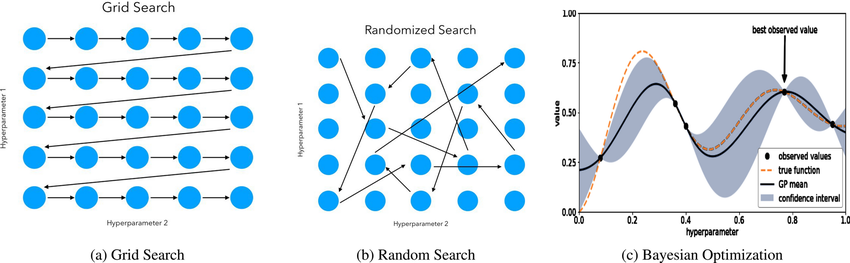 Grid Search
Hyperparameter 1
Hyperparameter 2
(a) Grid Search
Randomized Search
Hyperparameter 1
Hyperparameter 2
(b) Random Search
1.00
0.75
0.50
0.25
0.00
value
best observed value
observed values
true function
GP mean
confidence interval
0.0 0.2 0.4 0.6 0.8 1.0
hyperparameter
(c) Bayesian Optimization